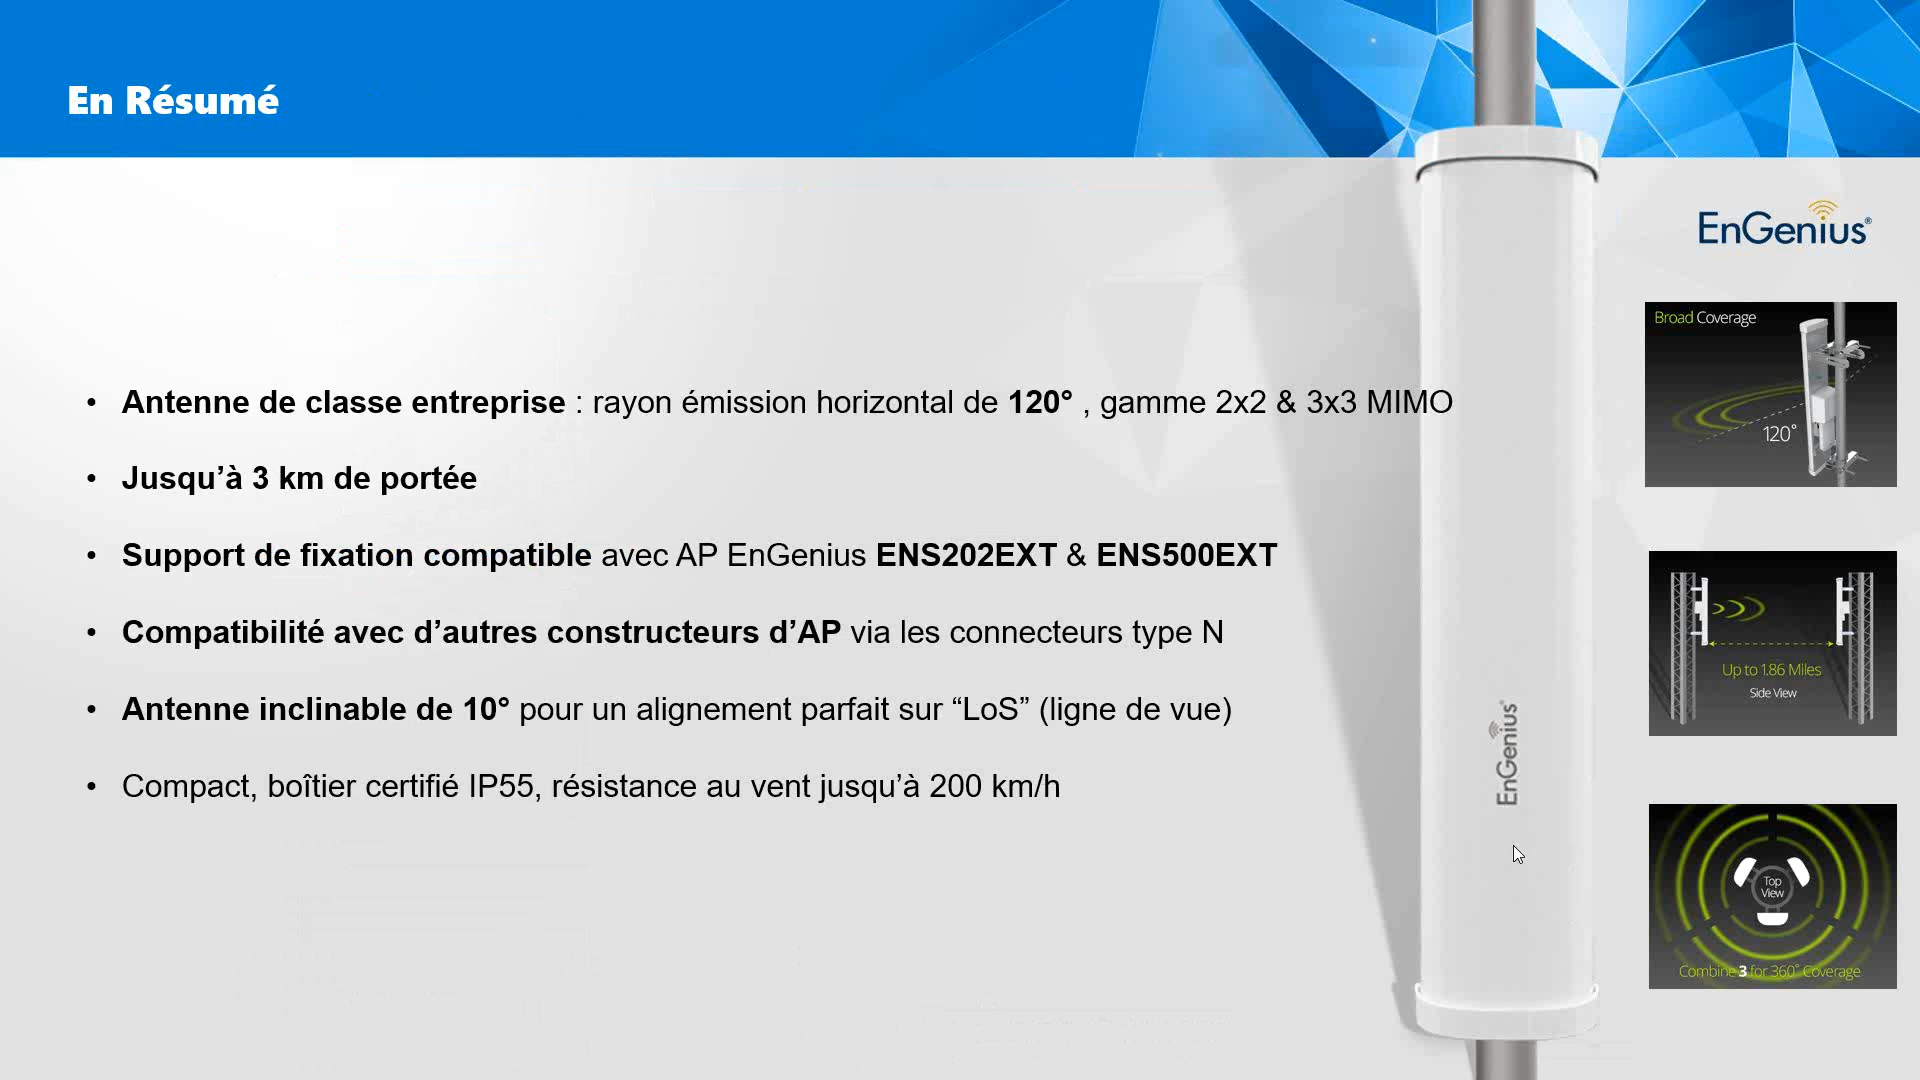 En Résumé
EnGenius®
Broad Coverage
120°
• Antenne de classe entreprise : rayon émission horizontal de 120° , gamme 2x2 & 3x3 MIMO
• Jusqu’à 3 km de portée
• Support de fixation compatible avec AP EnGenius ENS202EXT & ENS500EXT
• Compatibilité avec d’autres constructeurs d’AP via les connecteurs type N
• Antenne inclinable de 10° pour un alignement parfait sur “LoS” (ligne de vue)
• Compact, boîtier certifié IP55, résistance au vent jusqu’à 200 km/h
EnGenius®
Up to 1.86 Miles
Side View
Top
View
Combine 3 for 360° Coverage